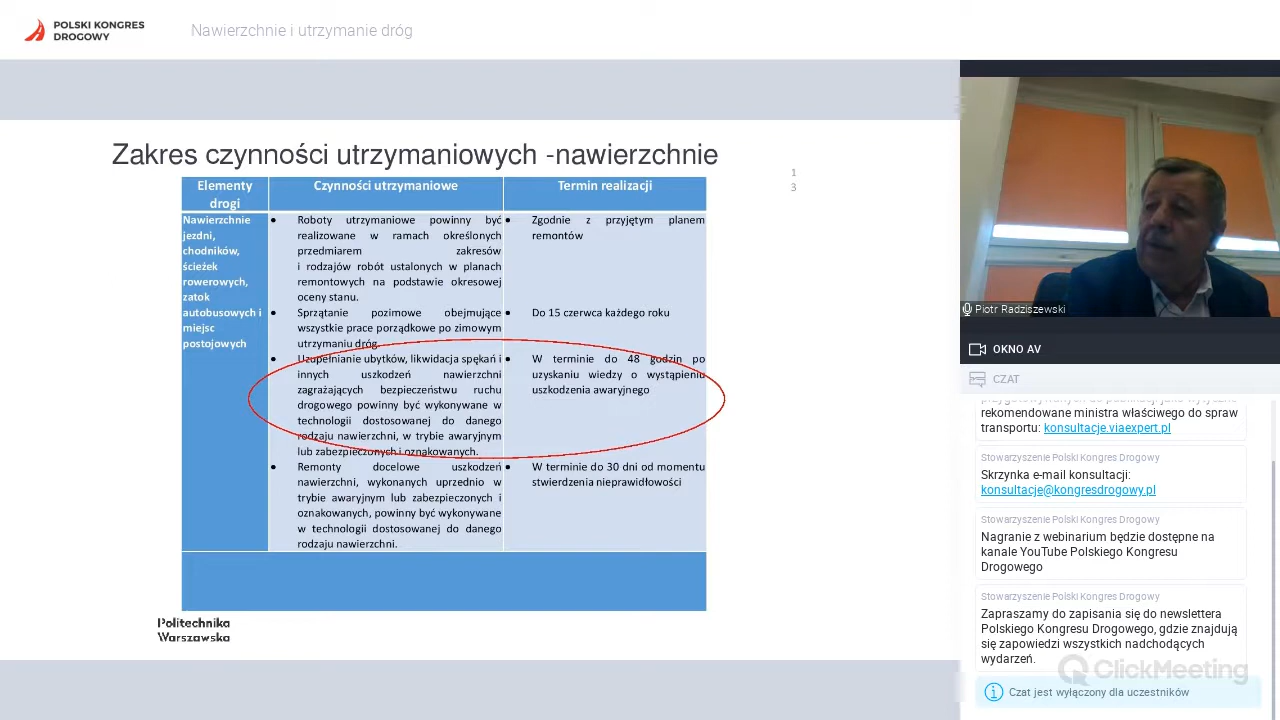 POLSKI KONGRES
DROGOWY
Nawierzchnie i utrzymanie dróg
Zakres czynności utrzymaniowych -nawierzchnie
1
3
Elementy
drogi
Czynności utrzymaniowe
Termin realizacji
Nawierzchnie
jezdni,
chodników,
ścieżek
rowerowych,
zatok
autobusowych i
miejsc
postojowych
● Roboty utrzymaniowe powinny być
realizowane w ramach określonych
przedmiarem zakresów
i rodzajów robót ustalonych w planach
remontowych na podstawie okresowej
oceny stanu.
● Zgodnie z przyjętym planem
remontów
● Sprzątanie pozimowe obejmujące
wszystkie prace porządkowe po zimowym
utrzymaniu dróg.
● Do 15 czerwca każdego roku
● Uzupełnianie ubytków, likwidacja spękań i
innych uszkodzeń nawierzchni
zagrażających bezpieczeństwu ruchu
drogowego powinny być wykonywane w
technologii dostosowanej do danego
rodzaju nawierzchni, w trybie awaryjnym
lub zabezpieczonych i oznakowanych.
● W terminie do 48 godzin po
uzyskaniu wiedzy o wystąpieniu
uszkodzenia awaryjnego
● Remonty docelowe uszkodzeń
nawierzchni, wykonanych uprzednio w
trybie awaryjnym lub zabezpieczonych i
oznakowanych, powinny być wykonywane
w technologii dostosowanej do danego
rodzaju nawierzchni.
● W terminie do 30 dni od momentu
stwierdzenia nieprawidłowości
Politechnika
Warszawska
Piotr Radziszewski
OKNO AV
CZAT
rekomendowane ministra właściwego do spraw
transportu: konsultacje.viaexpert.pl
Stowarzyszenie Polski Kongres Drogowy
Skrzynka e-mail konsultacji:
konsultacje@kongresdrogowy.pl
Stowarzyszenie Polski Kongres Drogowy
Nagranie z webinarium będzie dostępne na
kanale YouTube Polskiego Kongresu
Drogowego
Stowarzyszenie Polski Kongres Drogowy
Zapraszamy do zapisania się do newslettera
Polskiego Kongresu Drogowego, gdzie znajdują
się zapowiedzi wszystkich nadchodzących
wydarzeń.
ClickMeeting
Czat jest wyłączony dla uczestników